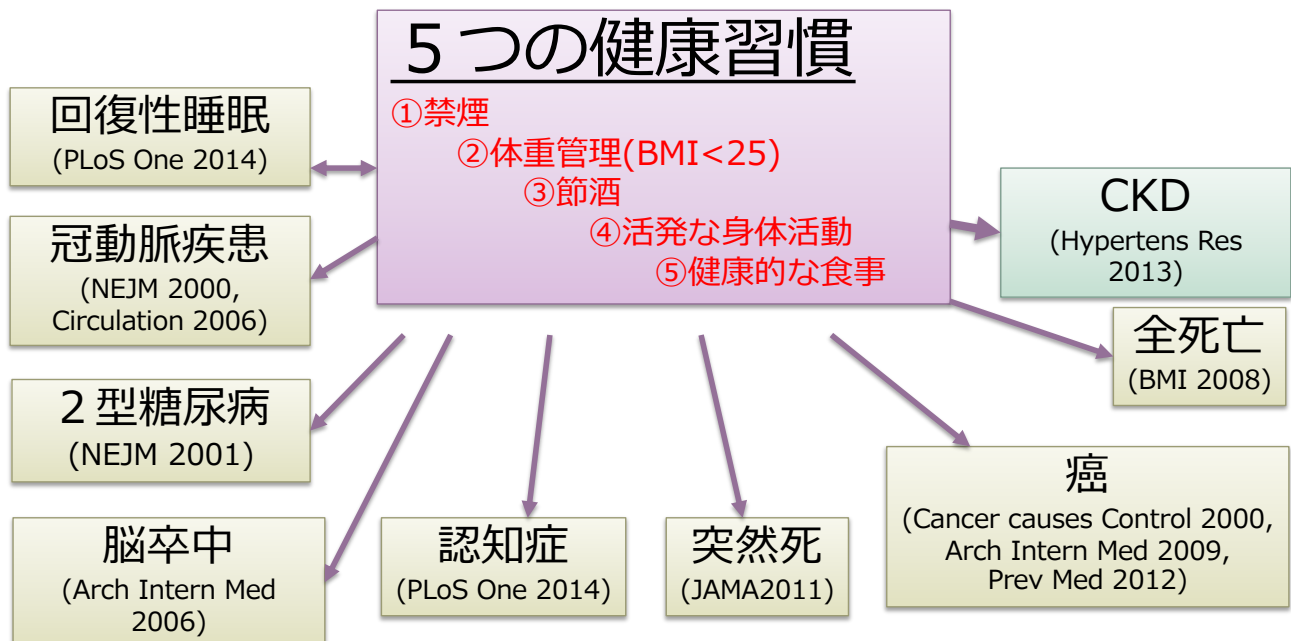 ５つの健康習慣
①禁煙
②体重管理(BMI<25)
③節酒
④活発な身体活動
⑤健康的な食事
回復性睡眠
(PLoS One 2014)
冠動脈疾患
(NEJM 2000,
Circulation 2006)
２型糖尿病
(NEJM 2001)
脳卒中
(Arch Intern Med
2006)
認知症
(PLoS One 2014)
突然死
(JAMA2011)
癌
(Cancer causes Control 2000,
Arch Intern Med 2009,
Prev Med 2012)
全死亡
(BMI 2008)
CKD
(Hypertens Res
2013)